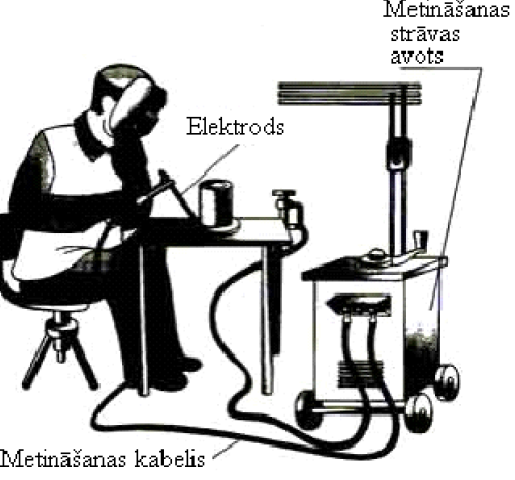 Metināšanas
strāvas
avots
Elektrods
Metināšanas kabelis